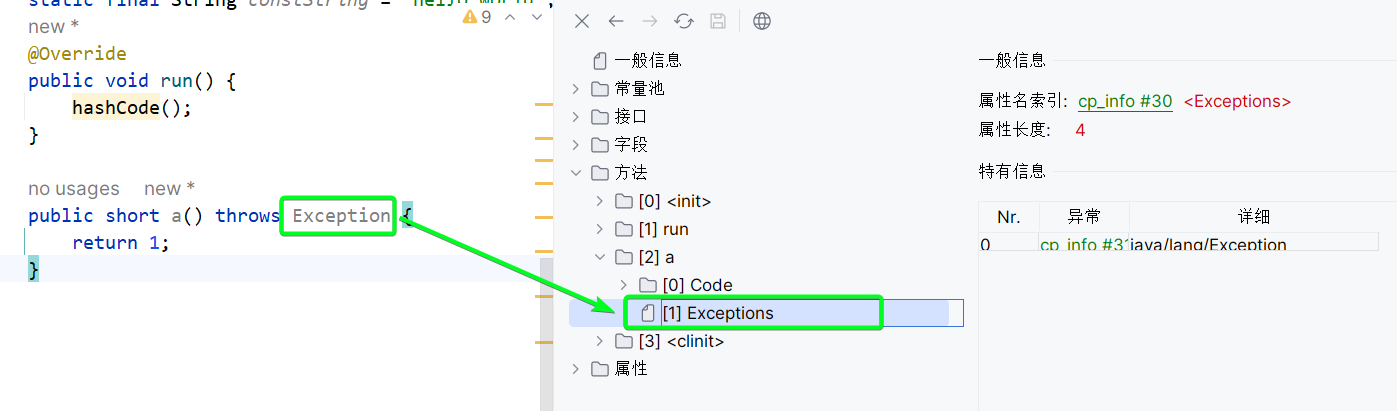 static final String constString =
9
new *
@Override
public void run() {
hashCode();
}
no usages new *
public short a() throws Exception {
return 1;
}
一般信息
常量池
接口
字段
方法
[0] <init>
[1] run
[2] a
[0] Code
[1] Exceptions
[3] <clinit>
属性
一般信息
属性名索引: cp_info #30 <Exceptions>
属性长度: 4
特有信息
Nr. 异常 详细
0 cp_info #31 java/lang/Exception